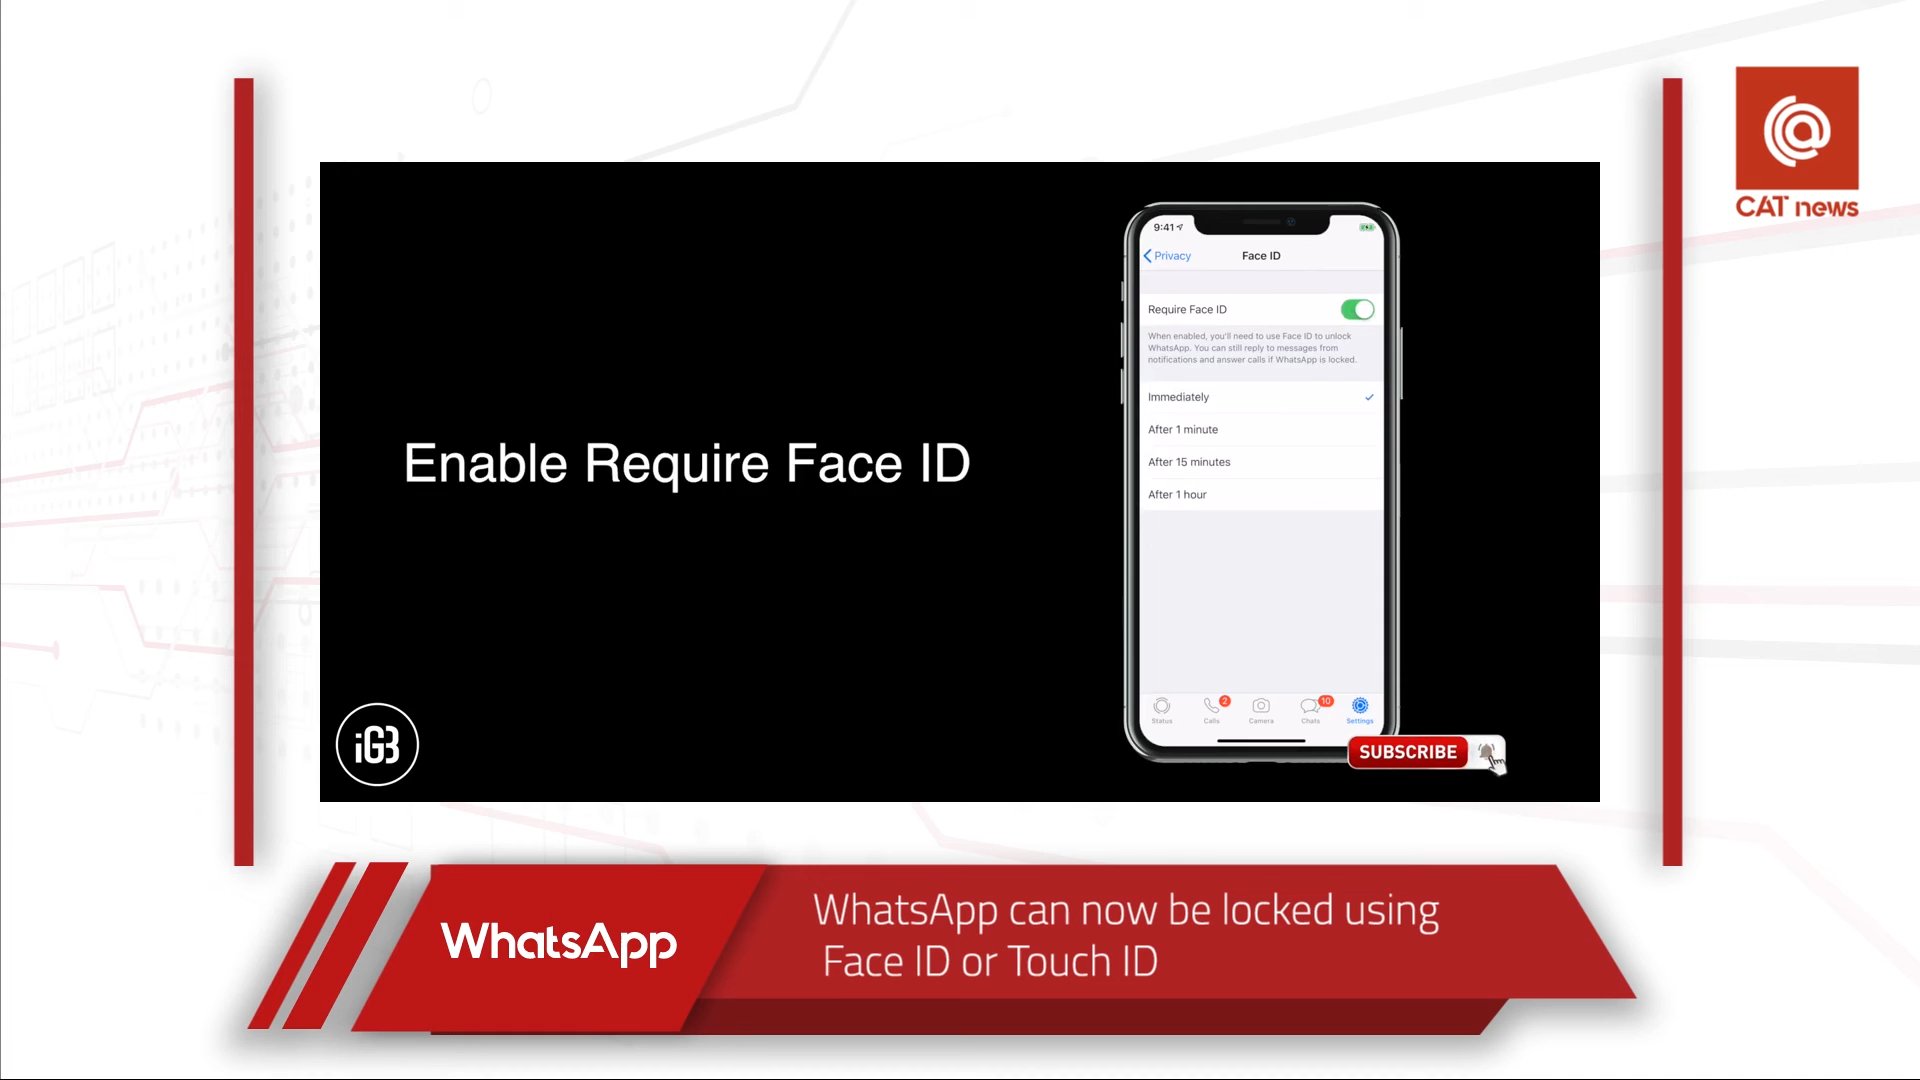 CAT news
9:41
Privacy
Face ID
Require Face ID
When enabled, you'll need to use Face ID to unlock
WhatsApp. You can still reply to messages from
notifications and answer calls if WhatsApp is locked.
Immediately
After 1 minute
After 15 minutes
After 1 hour
Enable Require Face ID
2
10
Status
Calls
Camera
Chats
Settings
iGB
SUBSCRIBE
WhatsApp
WhatsApp can now be locked using
Face ID or Touch ID